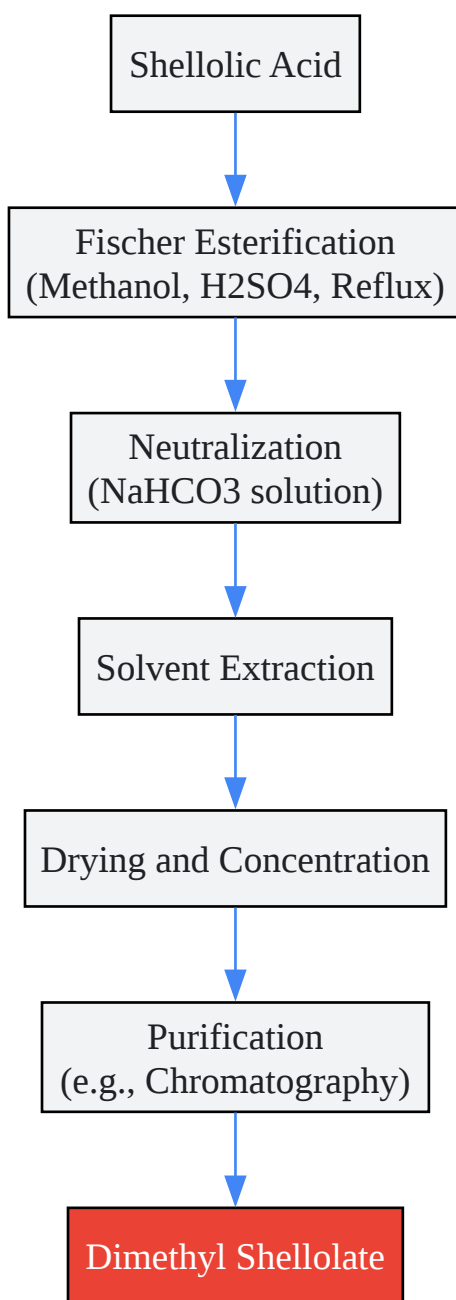 Shellolic Acid
Fischer Esterification
(Methanol, H2SO4, Reflux)
Neutralization
(NaHCO3 solution)
Solvent Extraction
Drying and Concentration
Purification
(e.g., Chromatography)
Dimethyl Shellolate